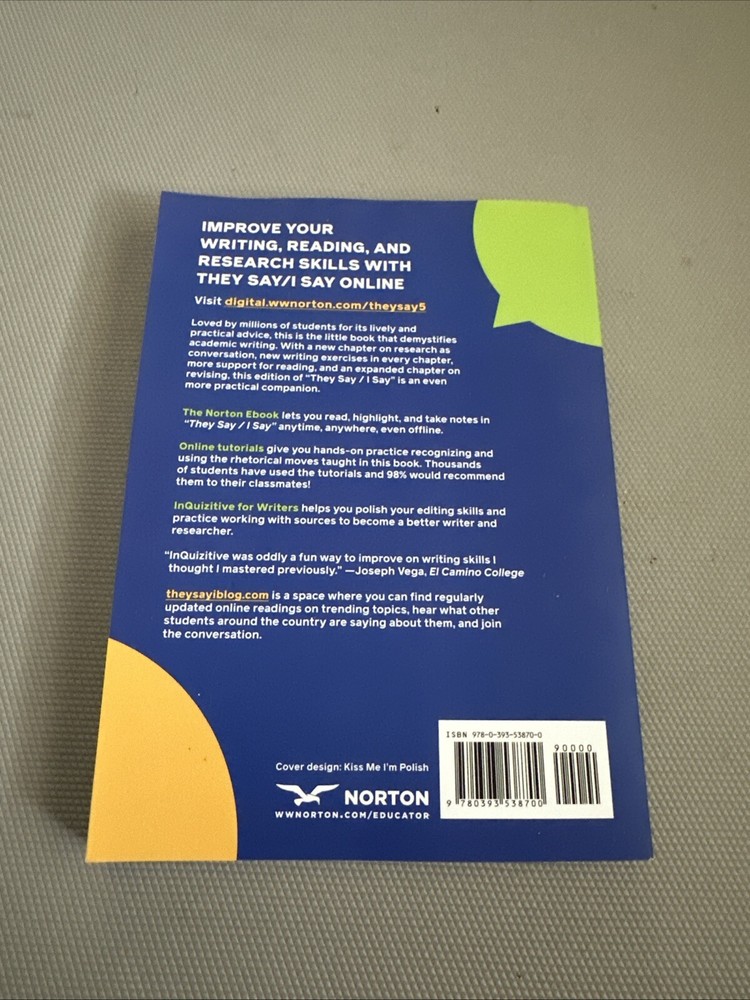 IMPROVE YOUR
WRITING, READING, AND
RESEARCH SKILLS WITH
THEY SAY/I SAY ONLINE
Visit digital.wwnorton.com/theysay5
Loved by millions of students for its lively and
practical advice, this is the little book that demystifies
academic writing. With a new chapter on research as
conversation, new writing exercises in every chapter,
more support for reading, and an expanded chapter on
revising, this edition of "They Say / I Say" is an even
more practical companion.
The Norton Ebook lets you read, highlight, and take notes in
"They Say / I Say" anytime, anywhere, even offline.
Online tutorials give you hands-on practice recognizing and
using the rhetorical moves taught in this book. Thousands
of students have used the tutorials and 98% would recommend
them to their classmates!
InQuizitive for Writers helps you polish your editing skills and
practice working with sources to become a better writer and
researcher.
"InQuizitive was oddly a fun way to improve on writing skills I
thought I mastered previously." —Joseph Vega, El Camino College
theysayiblog.com is a space where you can find regularly
updated online readings on trending topics, hear what other
students around the country are saying about them, and join
the conversation.
Cover design: Kiss Me I'm Polish
NORTON
WWNORTON.COM/EDUCATOR
ISBN 978-0-393-53870-0
90000
9 780393 538700